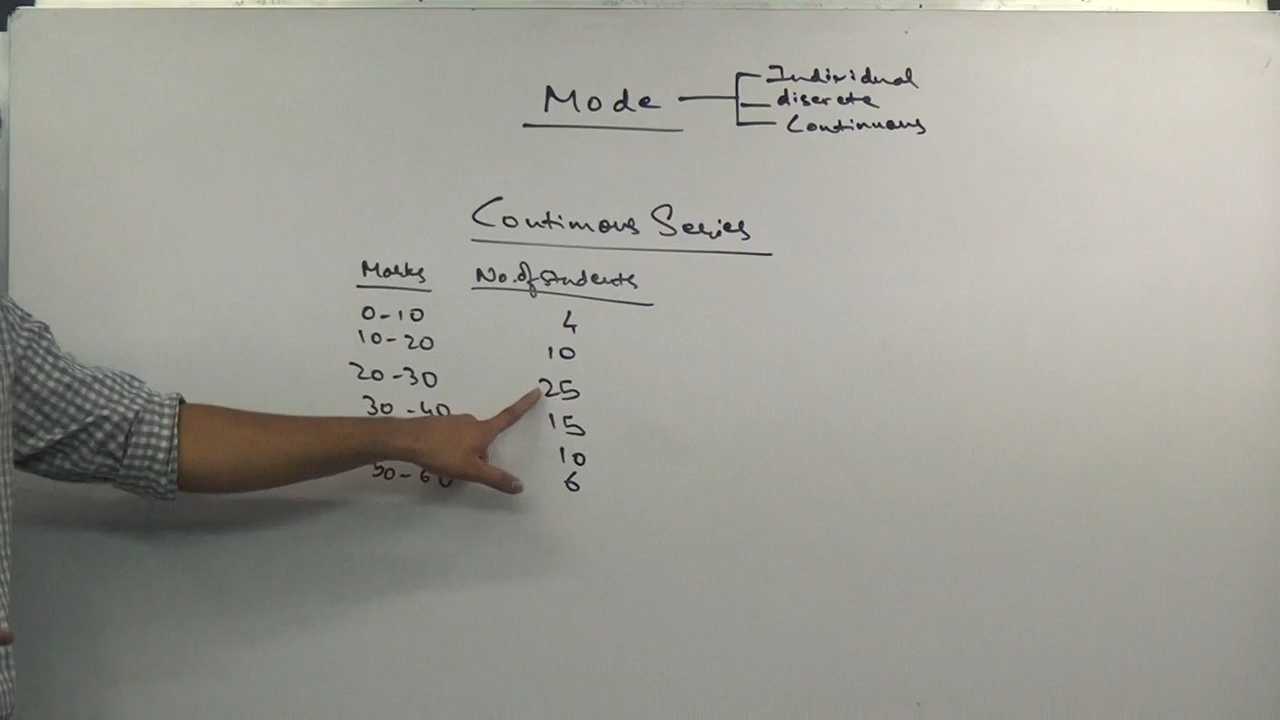 Mode
Individual
discrete
Continuous
Continous Series
Marks No. of students
0-10 4
10-20 10
20-30 25
30-40 15
10
50-60 6